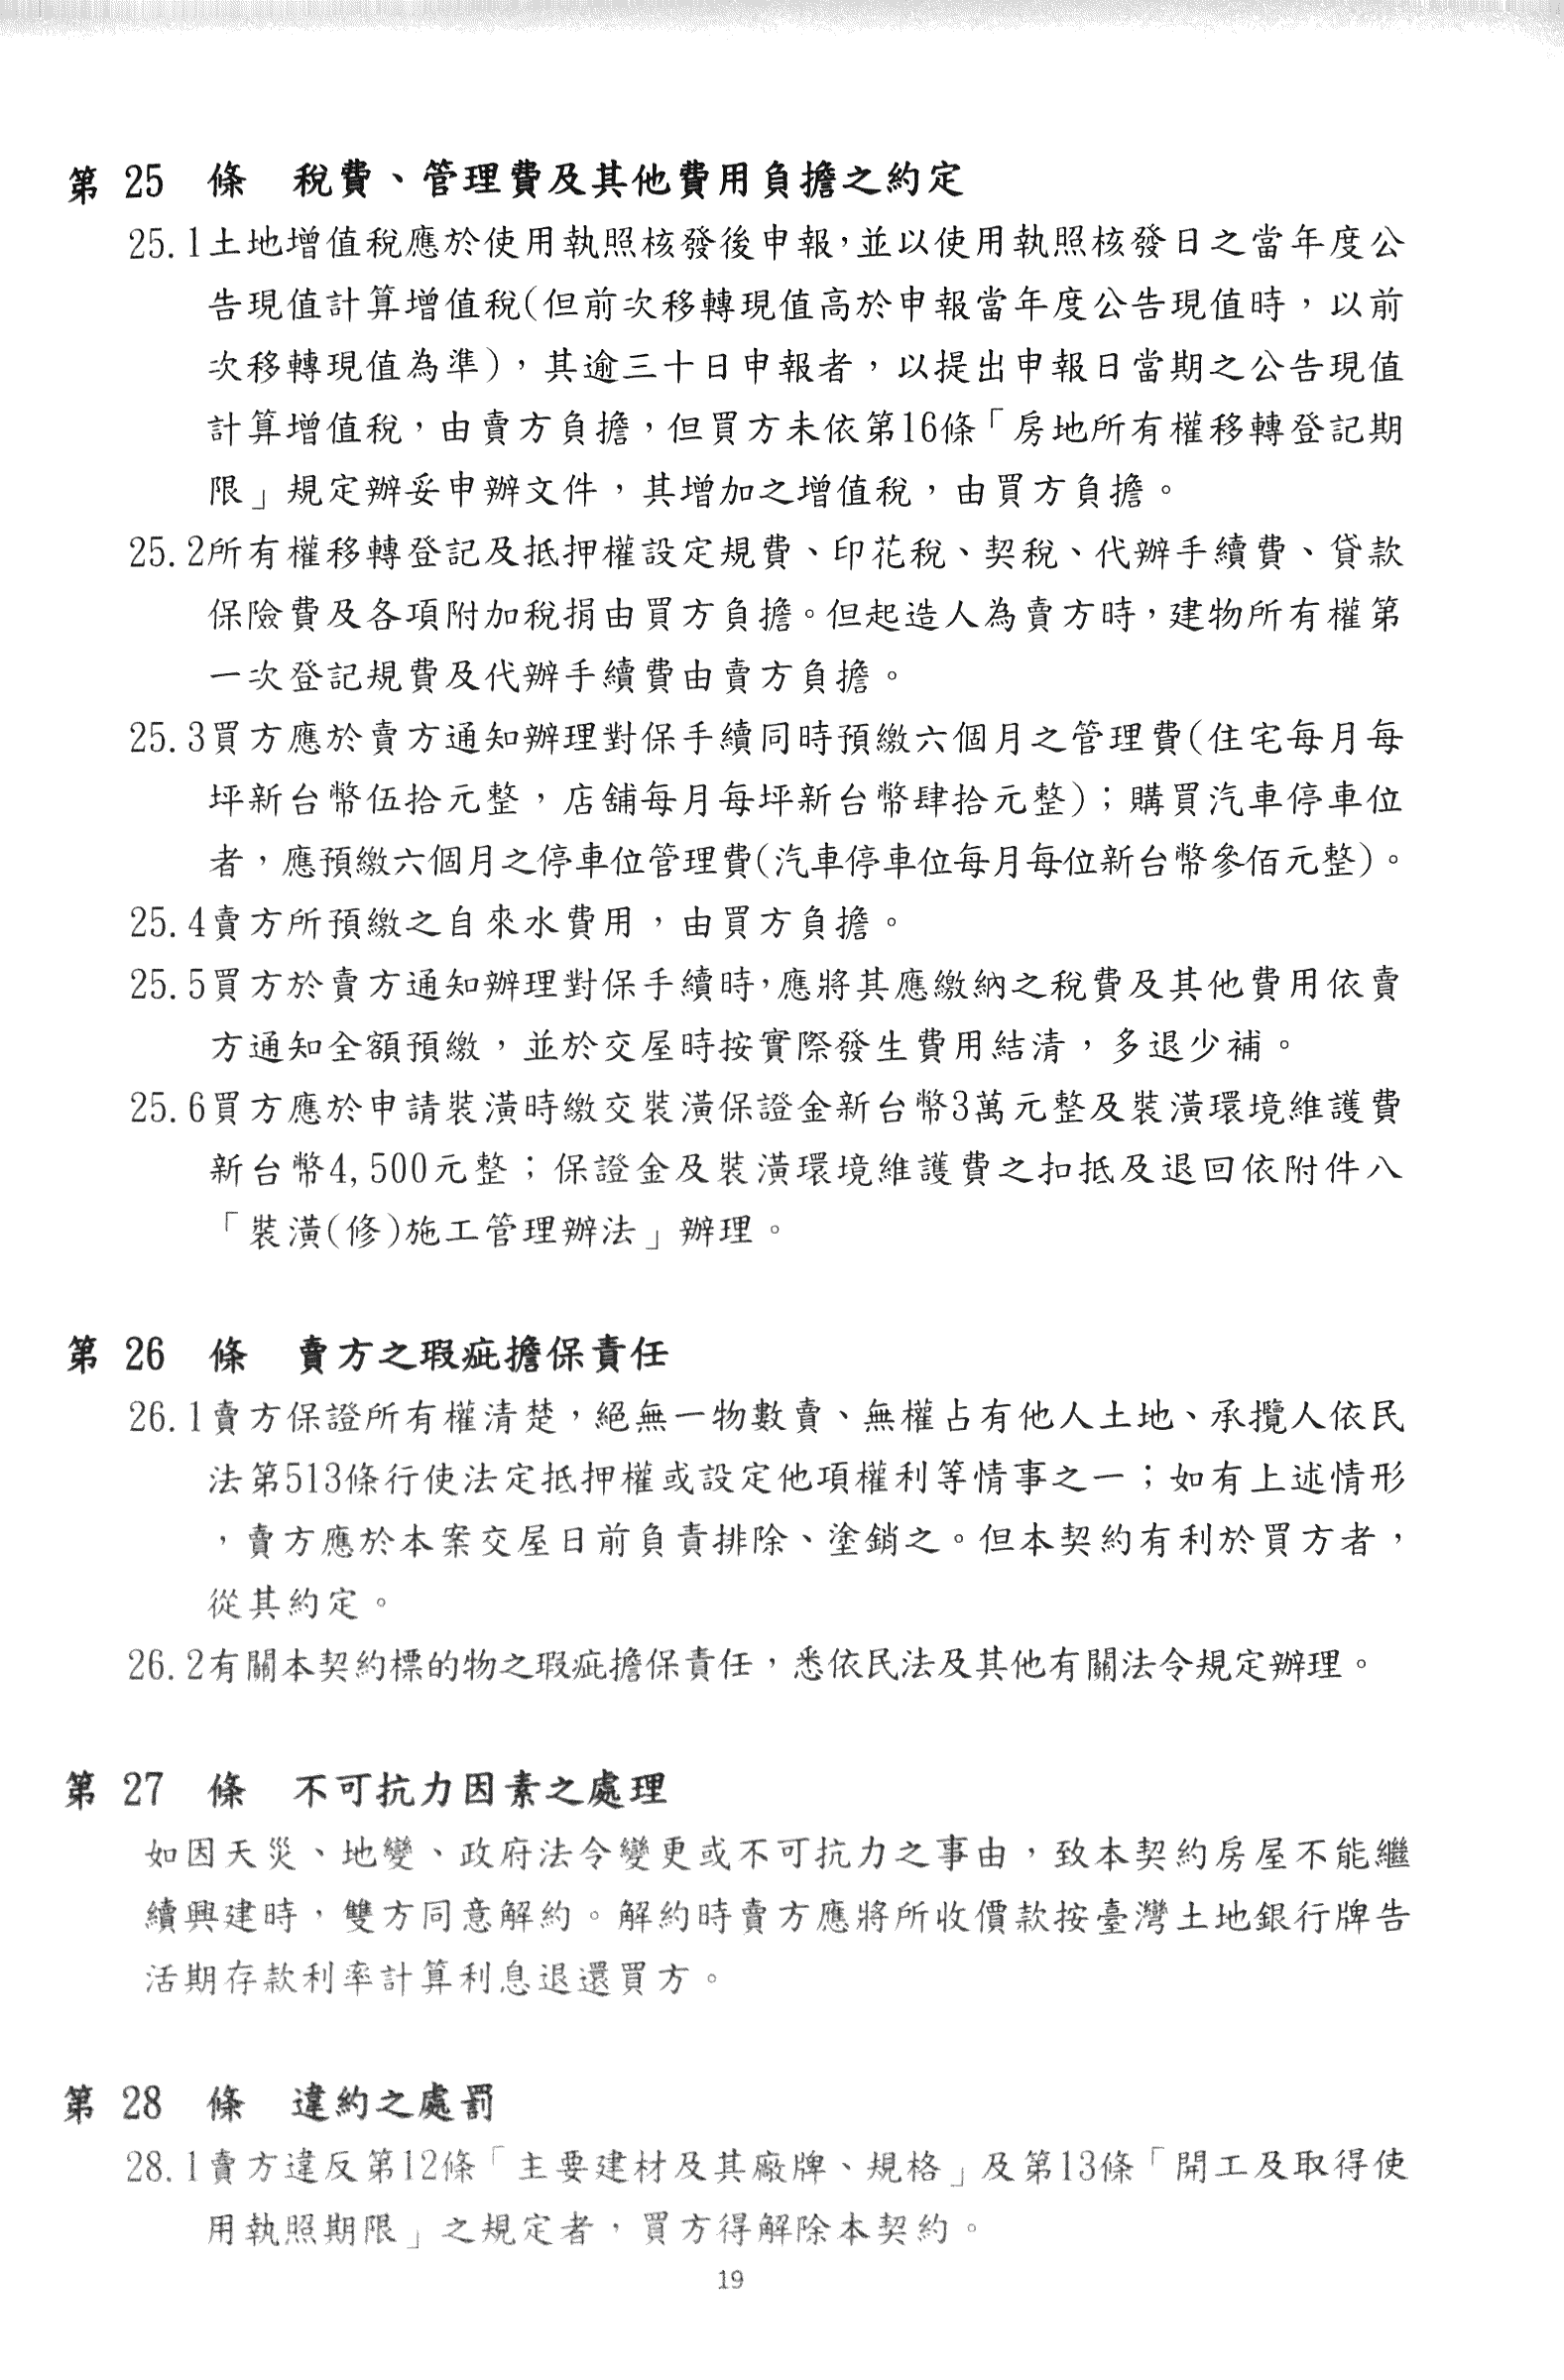 第 25 條 稅費、管理費及其他費用負擔之約定
25.1土地增值稅應於使用執照核發後申報，並以使用執照核發日之當年度公
告現值計算增值稅(但前次移轉現值高於申報當年度公告現值時，以前
次移轉現值為準)，其逾三十日申報者，以提出申報日當期之公告現值
計算增值稅，由賣方負擔，但買方未依第16條「房地所有權移轉登記期
限」規定辦妥申辦文件，其增加之增值稅，由買方負擔。
25.2所有權移轉登記及抵押權設定規費、印花稅、契稅、代辦手續費、貸款
保險費及各項附加稅捐由買方負擔。但起造人為賣方時，建物所有權第
一次登記規費及代辦手續費由賣方負擔。
25.3買方應於賣方通知辦理對保手續同時預繳六個月之管理費(住宅每月每
坪新台幣伍拾元整，店舖每月每坪新台幣肆拾元整)；購買汽車停車位
者，應預繳六個月之停車位管理費(汽車停車位每月每位新台幣參佰元整)。
25.4賣方所預繳之自來水費用，由買方負擔。
25.5買方於賣方通知辦理對保手續時，應將其應繳納之稅費及其他費用依賣
方通知全額預繳，並於交屋時按實際發生費用結清，多退少補。
25.6買方應於申請裝潢時繳交裝潢保證金新台幣3萬元整及裝潢環境維護費
新台幣4,500元整；保證金及裝潢環境維護費之扣抵及退回依附件八
「裝潢(修)施工管理辦法」辦理。
第 26 條 賣方之瑕疵擔保責任
26.1賣方保證所有權清楚，絕無一物數賣、無權占有他人土地、承攬人依民
法第513條行使法定抵押權或設定他項權利等情事之一；如有上述情形
，賣方應於本案交屋日前負責排除、塗銷之。但本契約有利於買方者，
從其約定。
26.2有關本契約標的物之瑕疵擔保責任，悉依民法及其他有關法令規定辦理。
第 27 條 不可抗力因素之處理
如因天災、地變、政府法令變更或不可抗力之事由，致本契約房屋不能繼
續興建時，雙方同意解約。解約時賣方應將所收價款按臺灣土地銀行牌告
活期存款利率計算利息退還買方。
第 28 條 違約之處罰
28.1賣方違反第12條「主要建材及其廠牌、規格」及第13條「開工及取得使
用執照期限」之規定者，買方得解除本契約。
19